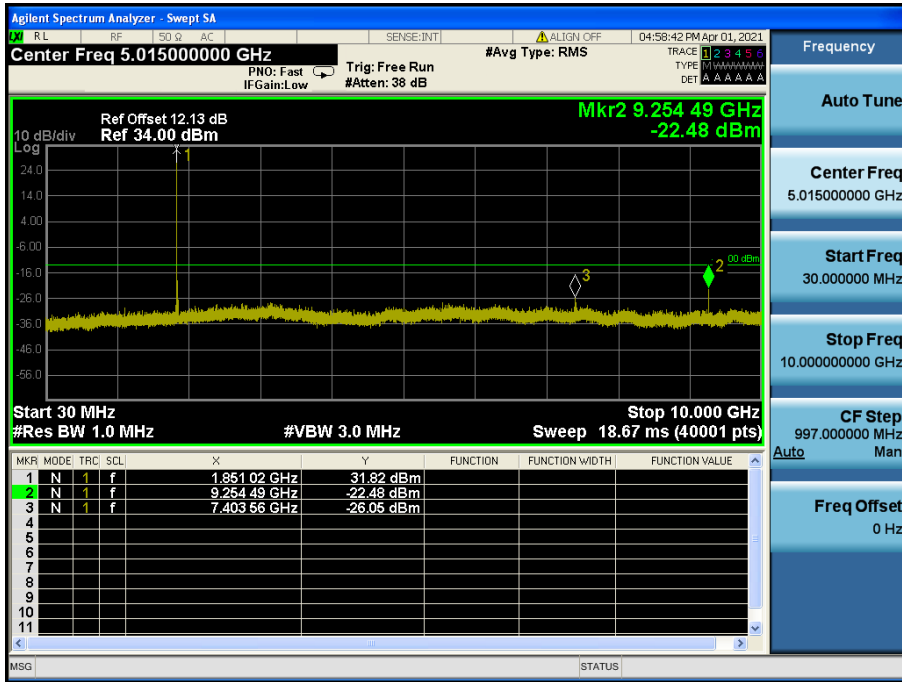 Agilent Spectrum Analyzer - Swept SA
LXI RL RF 50 Ω AC SENSE:INT ALIGN OFF 04:58:42 PM Apr 01, 2021
Center Freq 5.015000000 GHz #Avg Type: RMS TRACE 1 2 3 4 5 6
PNO: Fast Trig: Free Run TYPE M
IFGain:Low #Atten: 38 dB DET A A A A A A
Frequency
Mkr2 9.254 49 GHz
-22.48 dBm
Ref Offset 12.13 dB
10 dB/div Ref 34.00 dBm
Log
1
24.0
14.0
4.00
-6.00
00 dBm
2
-16.0
3
-26.0
-36.0
-46.0
-56.0
Start 30 MHz Stop 10.000 GHz
#Res BW 1.0 MHz #VBW 3.0 MHz Sweep 18.67 ms (40001 pts)
MKR MODE TRC SCL X Y FUNCTION FUNCTION WIDTH FUNCTION VALUE
1 N 1 f 1.851 02 GHz 31.82 dBm
2 N 1 f 9.254 49 GHz -22.48 dBm
3 N 1 f 7.403 56 GHz -26.05 dBm
4
5
6
7
8
9
10
11
MSG STATUS
Auto Tune
Center Freq
5.015000000 GHz
Start Freq
30.000000 MHz
Stop Freq
10.000000000 GHz
CF Step
997.000000 MHz
Auto Man
Freq Offset
0 Hz